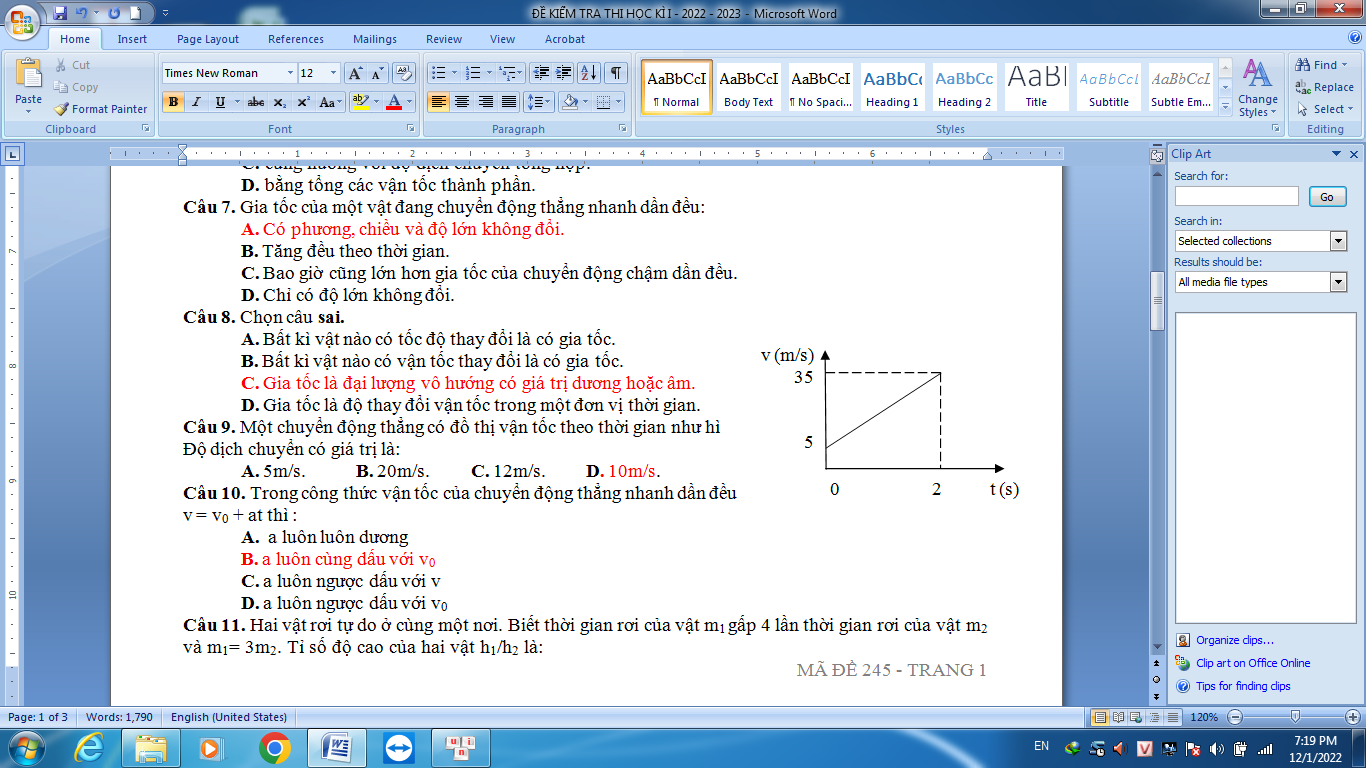 ĐỀ KIỂM TRA THI HỌC KÌ I - 2022 - 2023 - Microsoft Word
Home Insert Page Layout References Mailings Review View Acrobat
Paste
Cut
Copy
Format Painter
Clipboard
Times New Roman 12
Font
Paragraph
AaBbCcI AaBbCcI AaBbCcI AaBbCc AaBbCc AaBl AaBbCcL AaBbCcI
¶ Normal Body Text ¶ No Spaci... Heading 1 Heading 2 Title Subtitle Subtle Em...
Change Styles
Styles
Find
Replace
Select
Editing
D. bằng tổng các vận tốc thành phần.
Câu 7. Gia tốc của một vật đang chuyển động thẳng nhanh dần đều:
A. Có phương, chiều và độ lớn không đổi.
B. Tăng đều theo thời gian.
C. Bao giờ cũng lớn hơn gia tốc của chuyển động chậm dần đều.
D. Chỉ có độ lớn không đổi.
Câu 8. Chọn câu sai.
A. Bất kì vật nào có tốc độ thay đổi là có gia tốc.
B. Bất kì vật nào có vận tốc thay đổi là có gia tốc.
C. Gia tốc là đại lượng vô hướng có giá trị dương hoặc âm.
D. Gia tốc là độ thay đổi vận tốc trong một đơn vị thời gian.
Câu 9. Một chuyển động thẳng có đồ thị vận tốc theo thời gian như hì
Độ dịch chuyển có giá trị là:
A. 5m/s. B. 20m/s. C. 12m/s. D. 10m/s.
v (m/s)
35
5
0 2 t (s)
Câu 10. Trong công thức vận tốc của chuyển động thẳng nhanh dần đều
v = v₀ + at thì :
A. a luôn luôn dương
B. a luôn cùng dấu với v₀
C. a luôn ngược dấu với v
D. a luôn ngược dấu với v₀
Câu 11. Hai vật rơi tự do ở cùng một nơi. Biết thời gian rơi của vật m₁ gấp 4 lần thời gian rơi của vật m₂
và m₁= 3m₂. Tỉ số độ cao của hai vật h₁/h₂ là:
MÃ ĐỀ 245 - TRANG 1
Clip Art
Search for:
Go
Search in:
Selected collections
Results should be:
All media file types
Organize clips...
Clip art on Office Online
Tips for finding clips
Page: 1 of 3 Words: 1,790 English (United States) 120%
EN
7:19 PM
12/1/2022